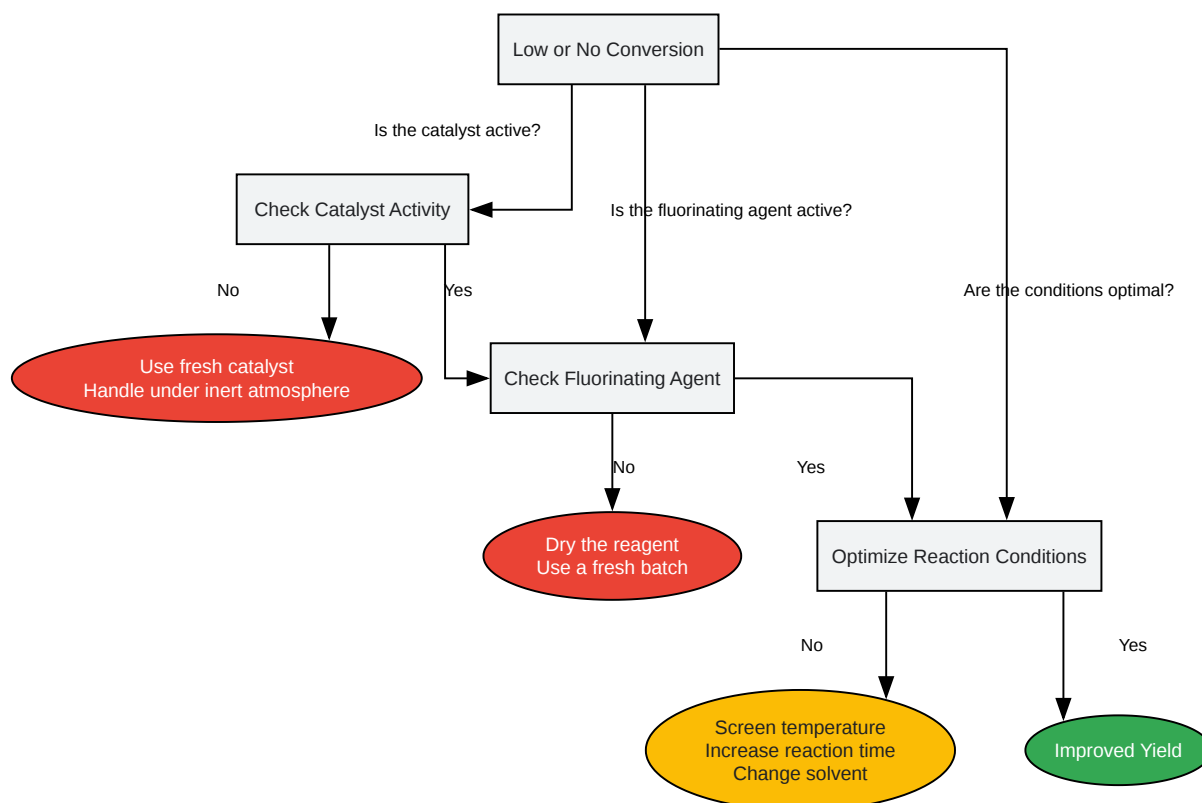 Low or No Conversion
Is the catalyst active?
Check Catalyst Activity
Is the fluorinating agent active?
No
Yes
Are the conditions optimal?
Use fresh catalyst
Handle under inert atmosphere
Check Fluorinating Agent
No
Yes
Dry the reagent
Use a fresh batch
Optimize Reaction Conditions
No
Yes
Screen temperature
Increase reaction time
Change solvent
Improved Yield